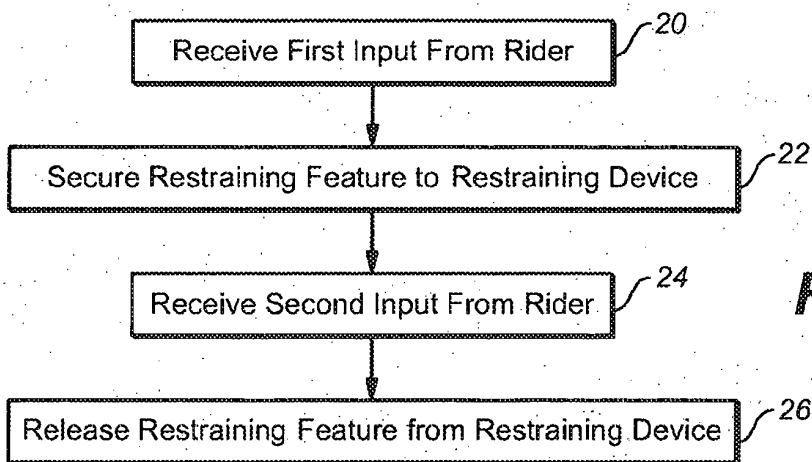 Receive First Input From Rider
20
Secure Restraining Feature to Restraining Device
22
Receive Second Input From Rider
24
Release Restraining Feature from Restraining Device
26